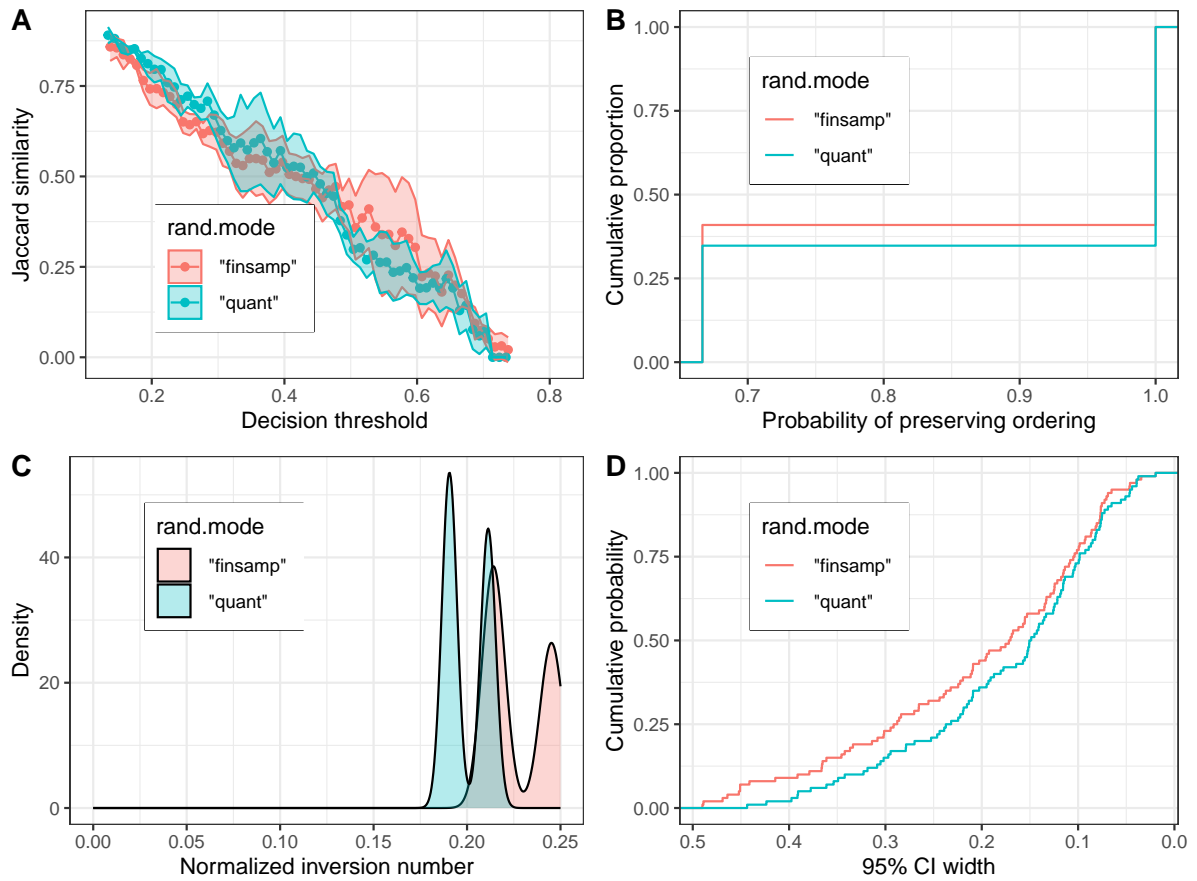 A
Jaccard similarity
0.75
0.50
0.25
0.00
rand.mode
"finsamp"
"quant"
0.2
0.4
0.6
0.8
Decision threshold
B
Cumulative proportion
1.00
0.75
0.50
0.25
0.00
rand.mode
"finsamp"
"quant"
0.7
0.8
0.9
1.0
Probability of preserving ordering
C
Density
40
20
0
rand.mode
"finsamp"
"quant"
0.00
0.05
0.10
0.15
0.20
0.25
Normalized inversion number
D
Cumulative probability
1.00
0.75
0.50
0.25
0.00
rand.mode
"finsamp"
"quant"
0.5
0.4
0.3
0.2
0.1
0.0
95% CI width